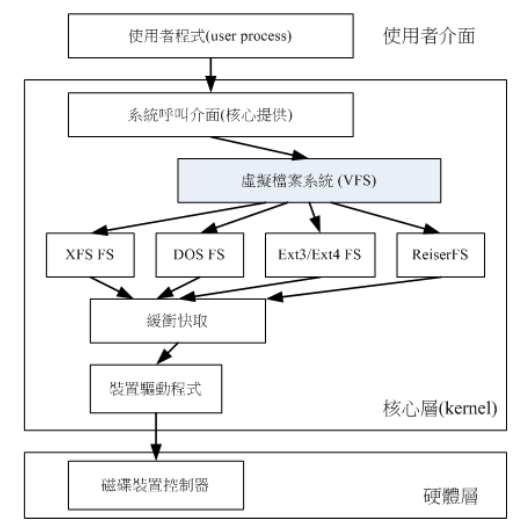 使用者程式(user process)
使用者介面
系統呼叫介面(核心提供)
虛擬檔案系統 (VFS)
XFS FS
DOS FS
Ext3/Ext4 FS
ReiserFS
緩衝快取
裝置驅動程式
核心層(kernel)
磁碟裝置控制器
硬體層